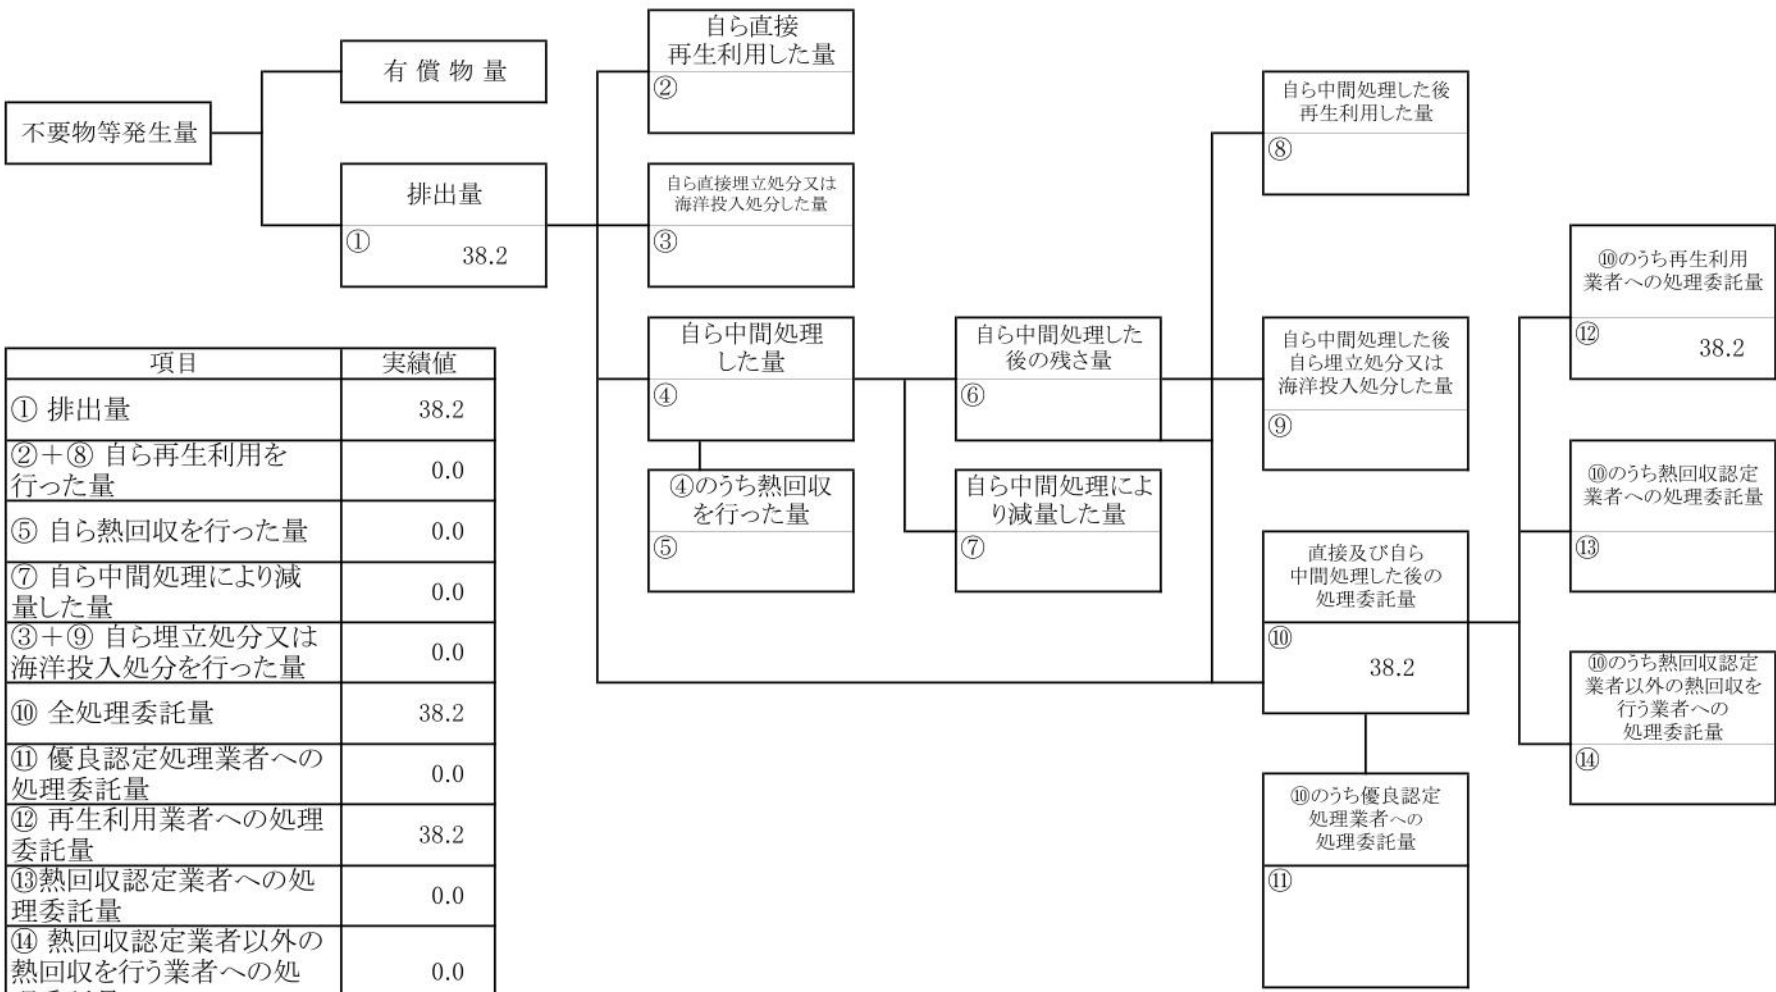 不要物等発生量
有 償 物 量
排出量
①
38.2
自ら直接
再生利用した量
②
自ら直接埋立処分又は
海洋投入処分した量
③
自ら中間処理
した量
④
④のうち熱回収
を行った量
⑤
自ら中間処理した
後の残さ量
⑥
自ら中間処理によ
り減量した量
⑦
自ら中間処理した後
再生利用した量
⑧
自ら中間処理した後
自ら埋立処分又は
海洋投入処分した量
⑨
直接及び自ら
中間処理した後の
処理委託量
⑩
38.2
⑩のうち優良認定
処理業者への
処理委託量
⑪
⑩のうち再生利用
業者への処理委託量
⑫
38.2
⑩のうち熱回収認定
業者への処理委託量
⑬
⑩のうち熱回収認定
業者以外の熱回収を
行う業者への
処理委託量
⑭
項目 実績値
① 排出量 38.2
②＋⑧ 自ら再生利用を
行った量 0.0
⑤ 自ら熱回収を行った量 0.0
⑦ 自ら中間処理により減
量した量 0.0
③＋⑨ 自ら埋立処分又は
海洋投入処分を行った量 0.0
⑩ 全処理委託量 38.2
⑪ 優良認定処理業者への
処理委託量 0.0
⑫ 再生利用業者への処理
委託量 38.2
⑬熱回収認定業者への処
理委託量 0.0
⑭ 熱回収認定業者以外の
熱回収を行う業者への処 0.0